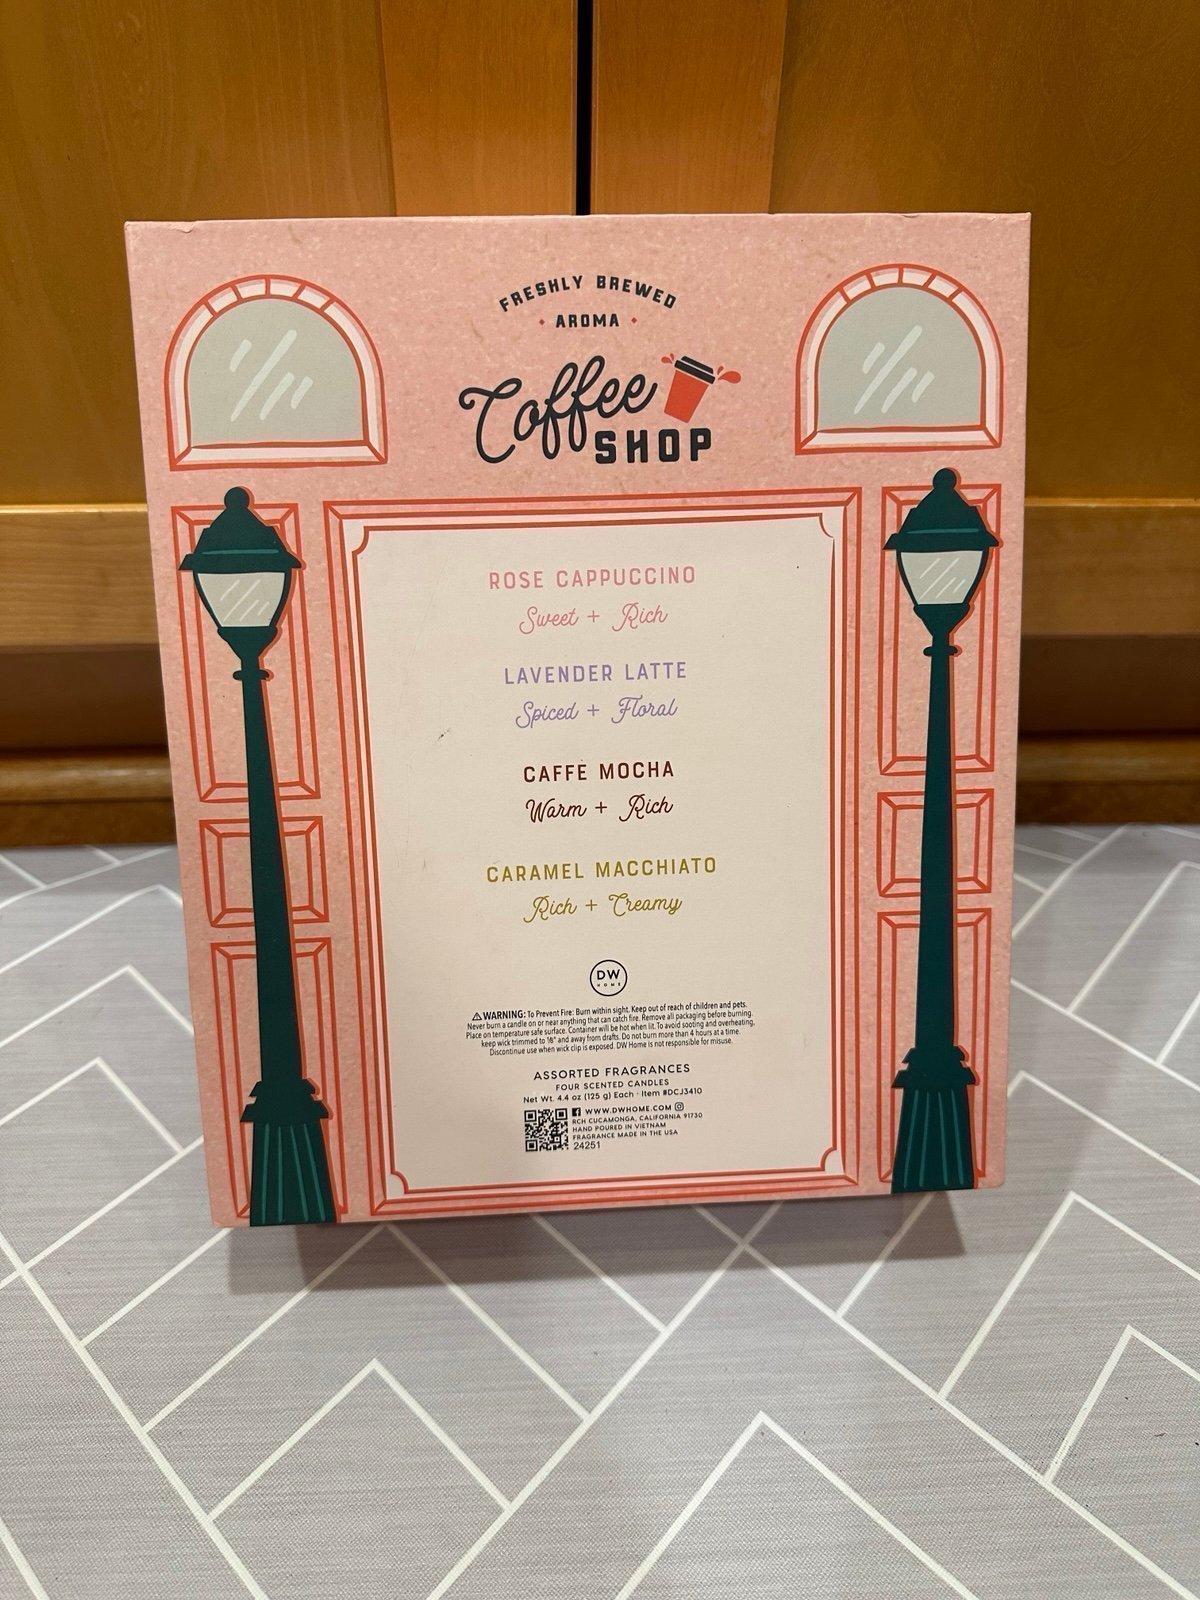 FRESHLY BREWED
AROMA
Coffee
SHOP
ROSE CAPPUCCINO
Sweet + Rich
LAVENDER LATTE
Spiced + Floral
CAFFE MOCHA
Warm + Rich
CARAMEL MACCHIATO
Rich + Creamy
DW
HOME
⚠WARNING: To Prevent Fire: Burn within sight. Keep out of reach of children and pets.
Never burn a candle on or near anything that can catch fire. Remove all packaging before burning.
Place on temperature safe surface. Container will be hot when lit. To avoid sooting and overheating,
keep wick trimmed to ⅛" and away from drafts. Do not burn more than 4 hours at a time.
Discontinue use when wick clip is exposed. DW Home is not responsible for misuse.
ASSORTED FRAGRANCES
FOUR SCENTED CANDLES
Net Wt. 4.4 oz (125 g) Each · Item #DCJ3410
WWW.DWHOME.COM
RCH CUCAMONGA, CALIFORNIA 91730
HAND POURED IN VIETNAM
FRAGRANCE MADE IN THE USA
24251